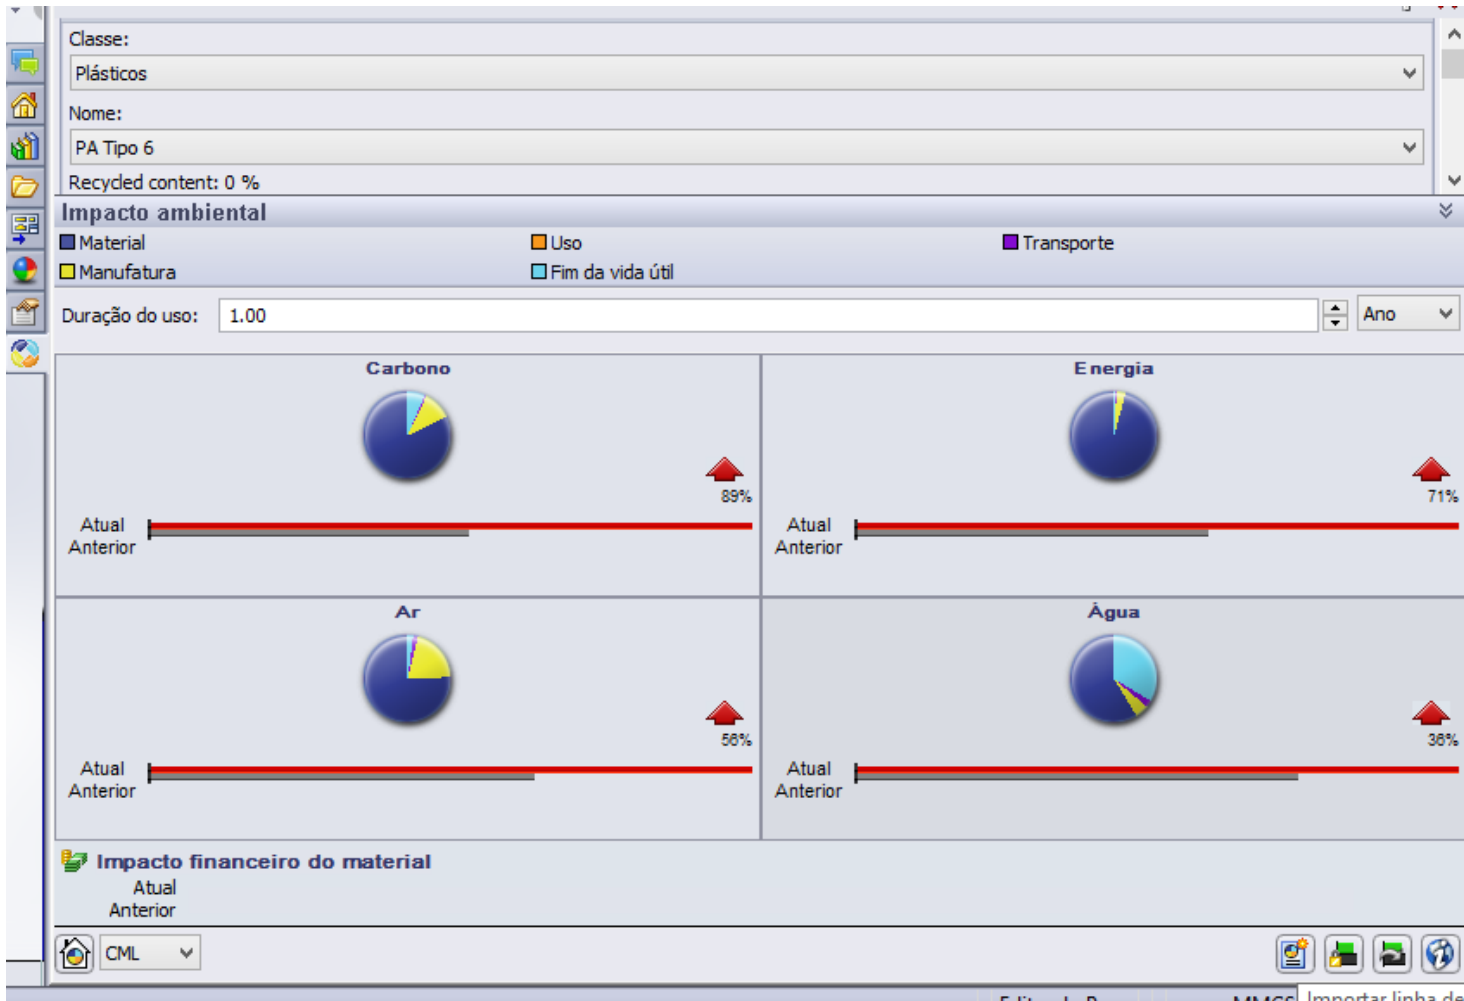 Classe:
Plásticos
Nome:
PA Tipo 6
Recycled content: 0 %
Impacto ambiental
Material
Uso
Transporte
Manufatura
Fim da vida útil
Duração do uso: 1.00 Ano
Carbono
89%
Atual
Anterior
Energia
71%
Atual
Anterior
Ar
56%
Atual
Anterior
Água
36%
Atual
Anterior
Impacto financeiro do material
Atual
Anterior
CML
Importar linha de